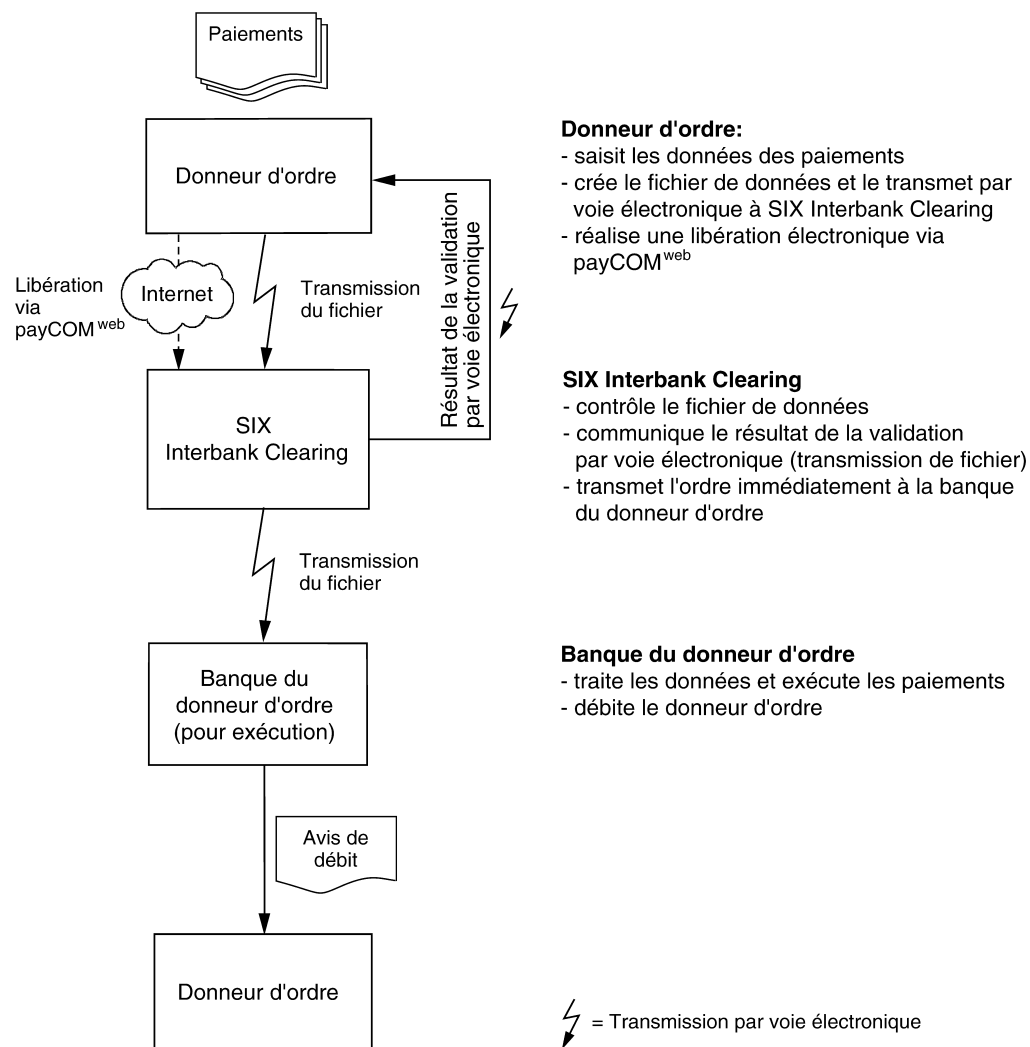 Paiements
Donneur d'ordre
Libération
via
payCOMweb
Internet
Transmission
du fichier
Résultat de la validation
par voie électronique
SIX
Interbank Clearing
Transmission
du fichier
Banque du
donneur d'ordre
(pour exécution)
Avis de
débit
Donneur d'ordre
Donneur d'ordre:
- saisit les données des paiements
- crée le fichier de données et le transmet par
voie électronique à SIX Interbank Clearing
- réalise une libération électronique via
payCOMweb
SIX Interbank Clearing
- contrôle le fichier de données
- communique le résultat de la validation
par voie électronique (transmission de fichier)
- transmet l'ordre immédiatement à la banque
du donneur d'ordre
Banque du donneur d'ordre
- traite les données et exécute les paiements
- débite le donneur d'ordre
= Transmission par voie électronique